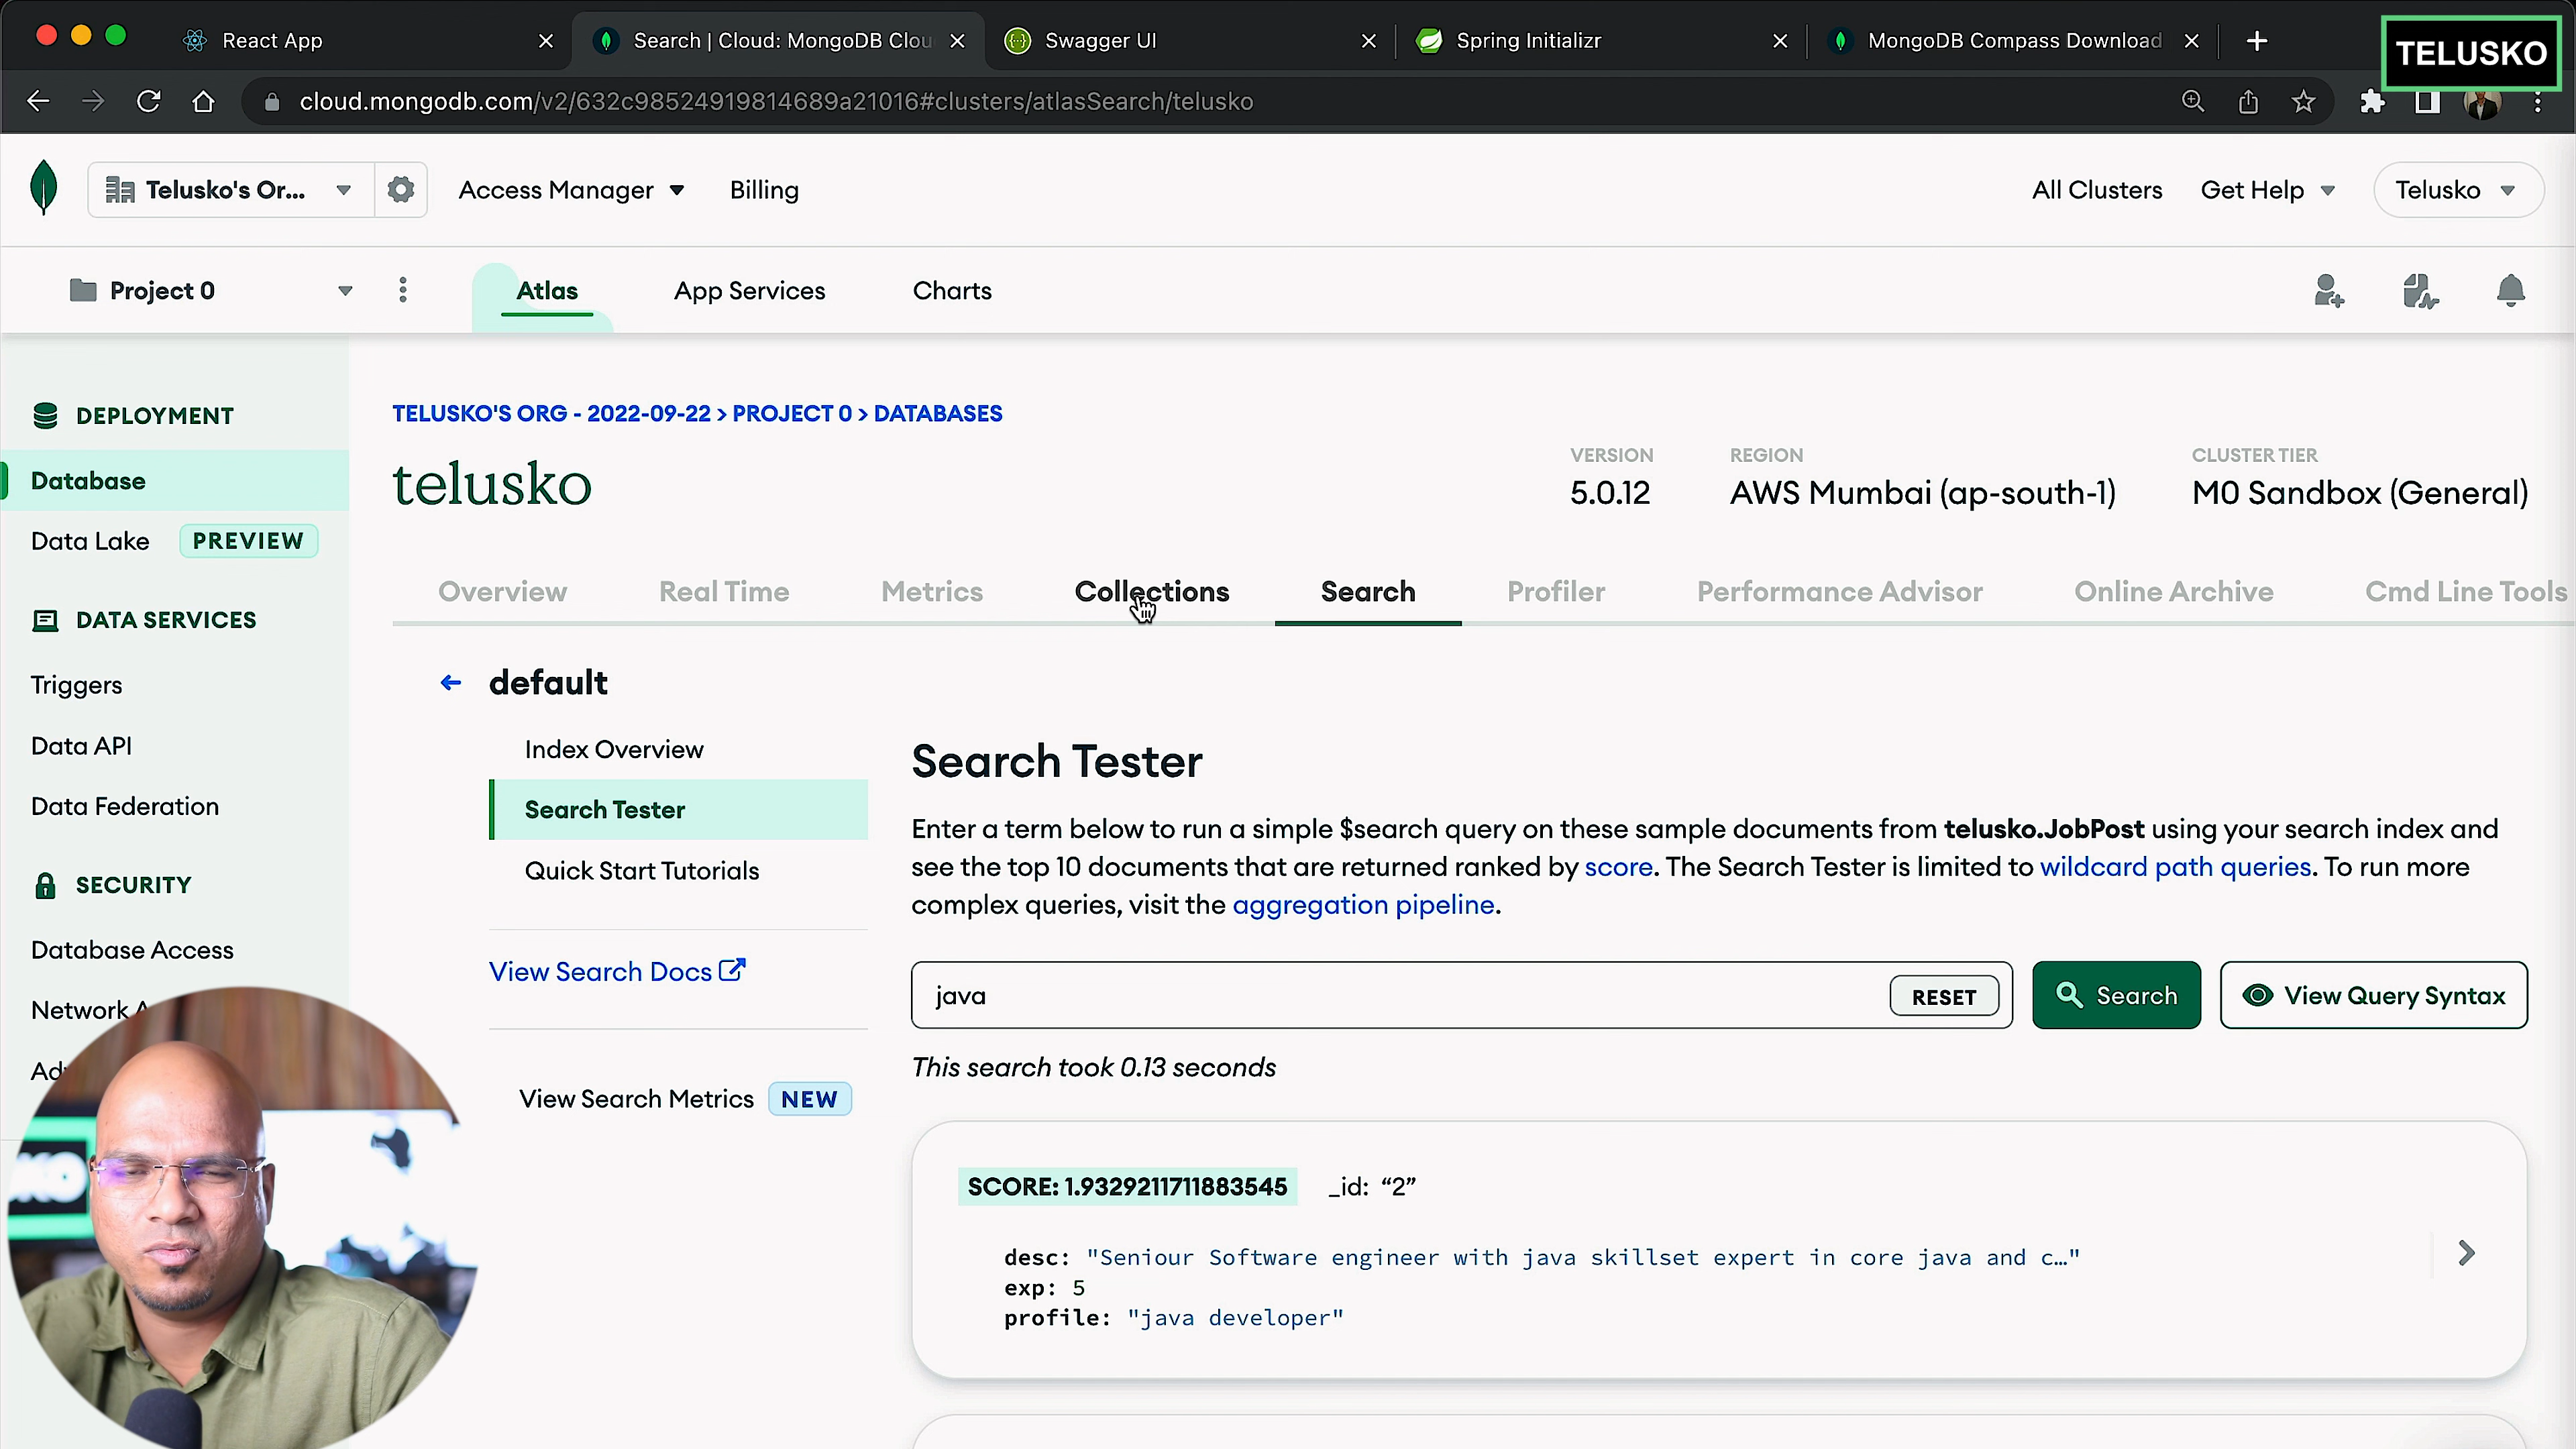 React App
Search | Cloud: MongoDB Clou
Swagger UI
Spring Initializr
MongoDB Compass Download
TELUSKO
cloud.mongodb.com/v2/632c98524919814689a21016#clusters/atlasSearch/telusko
Telusko's Or...
Access Manager
Billing
All Clusters
Get Help
Telusko
Project 0
Atlas
App Services
Charts
DEPLOYMENT
Database
Data Lake PREVIEW
DATA SERVICES
Triggers
Data API
Data Federation
SECURITY
Database Access
Network A
Ad
TELUSKO'S ORG - 2022-09-22 > PROJECT 0 > DATABASES
telusko
VERSION
5.0.12
REGION
AWS Mumbai (ap-south-1)
CLUSTER TIER
M0 Sandbox (General)
Overview
Real Time
Metrics
Collections
Search
Profiler
Performance Advisor
Online Archive
Cmd Line Tools
default
Index Overview
Search Tester
Quick Start Tutorials
View Search Docs
View Search Metrics NEW
Search Tester
Enter a term below to run a simple $search query on these sample documents from telusko.JobPost using your search index and
see the top 10 documents that are returned ranked by score. The Search Tester is limited to wildcard path queries. To run more
complex queries, visit the aggregation pipeline.
java
RESET
Search
View Query Syntax
This search took 0.13 seconds
SCORE: 1.9329211711883545 _id: “2”
desc: "Seniour Software engineer with java skillset expert in core java and c…"
exp: 5
profile: "java developer"